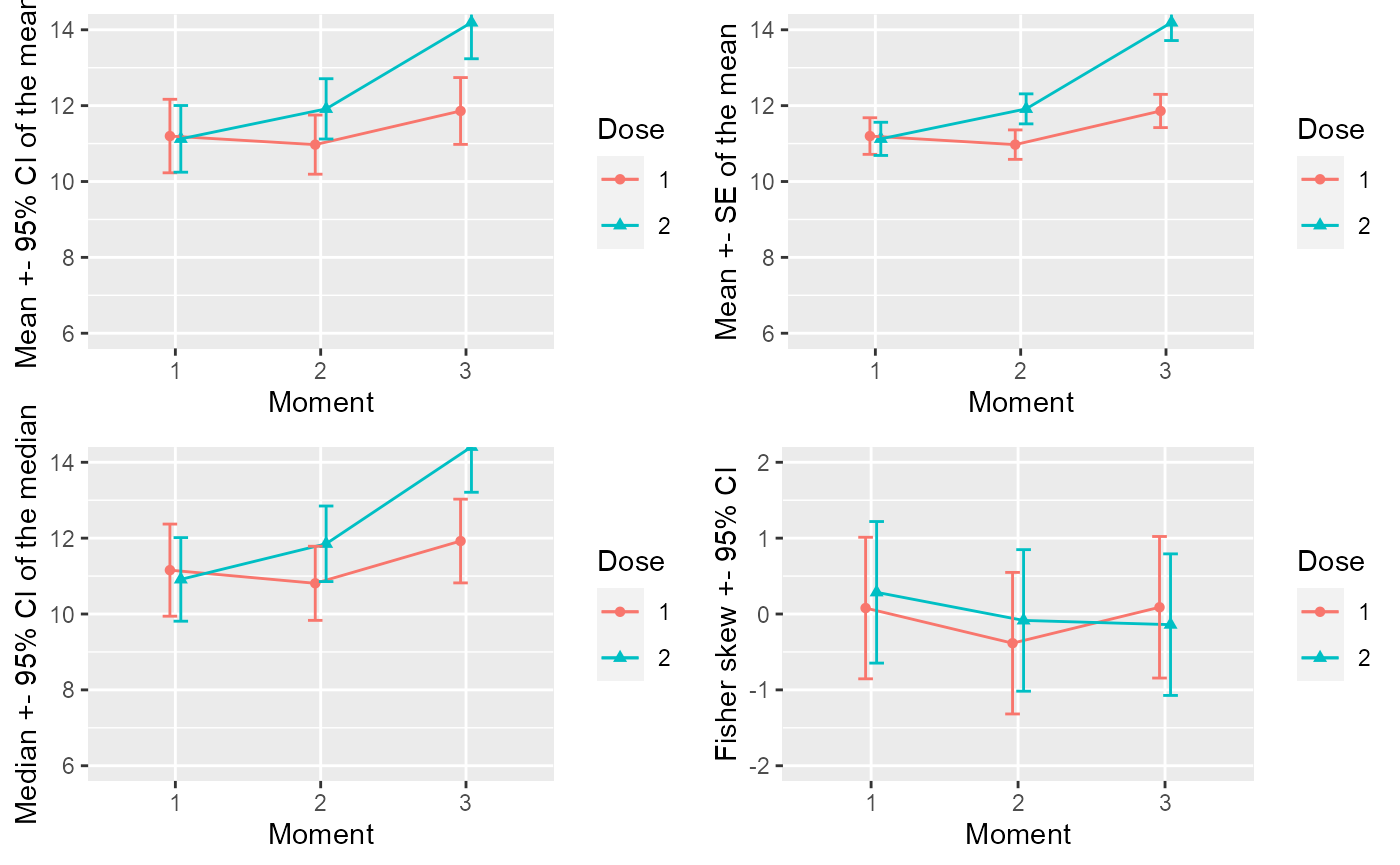 Mean +- 95% CI of the mean
14
12
10
8
6
1 2 3
Moment
Dose
1
2
Mean +- SE of the mean
14
12
10
8
6
1 2 3
Moment
Dose
1
2
Median +- 95% CI of the median
14
12
10
8
6
1 2 3
Moment
Dose
1
2
Fisher skew +- 95% CI
2
1
0
-1
-2
1 2 3
Moment
Dose
1
2